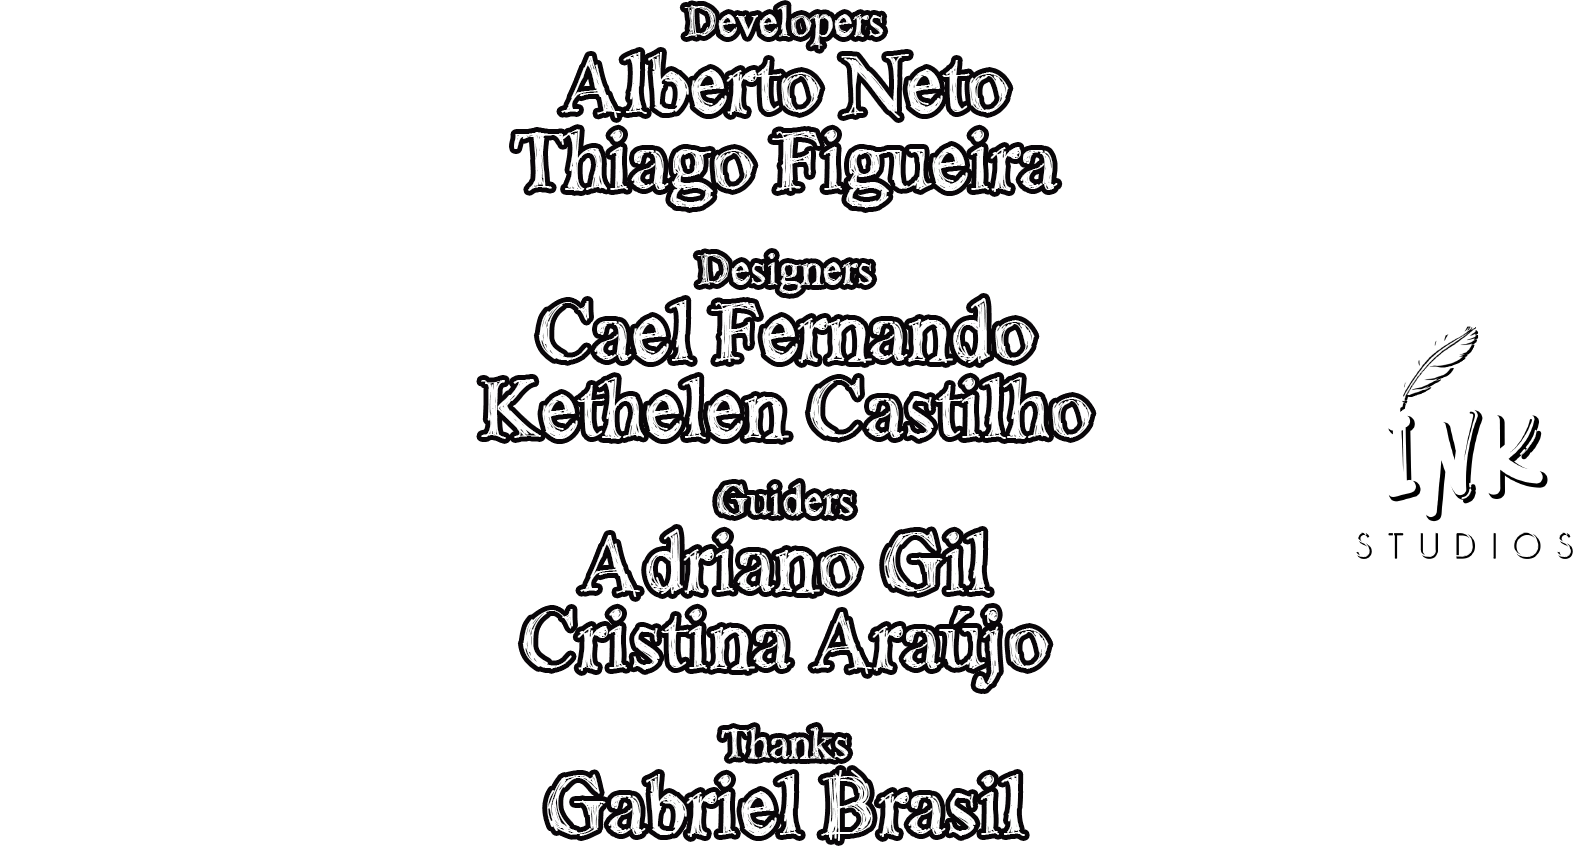 Developers
Alberto Neto
Thiago Figueira
Designers
Cael Fernando
Kethelen Castilho
Guiders
Adriano Gil
Cristina Araújo
Thanks
Gabriel Brasil
INK
STUDIOS